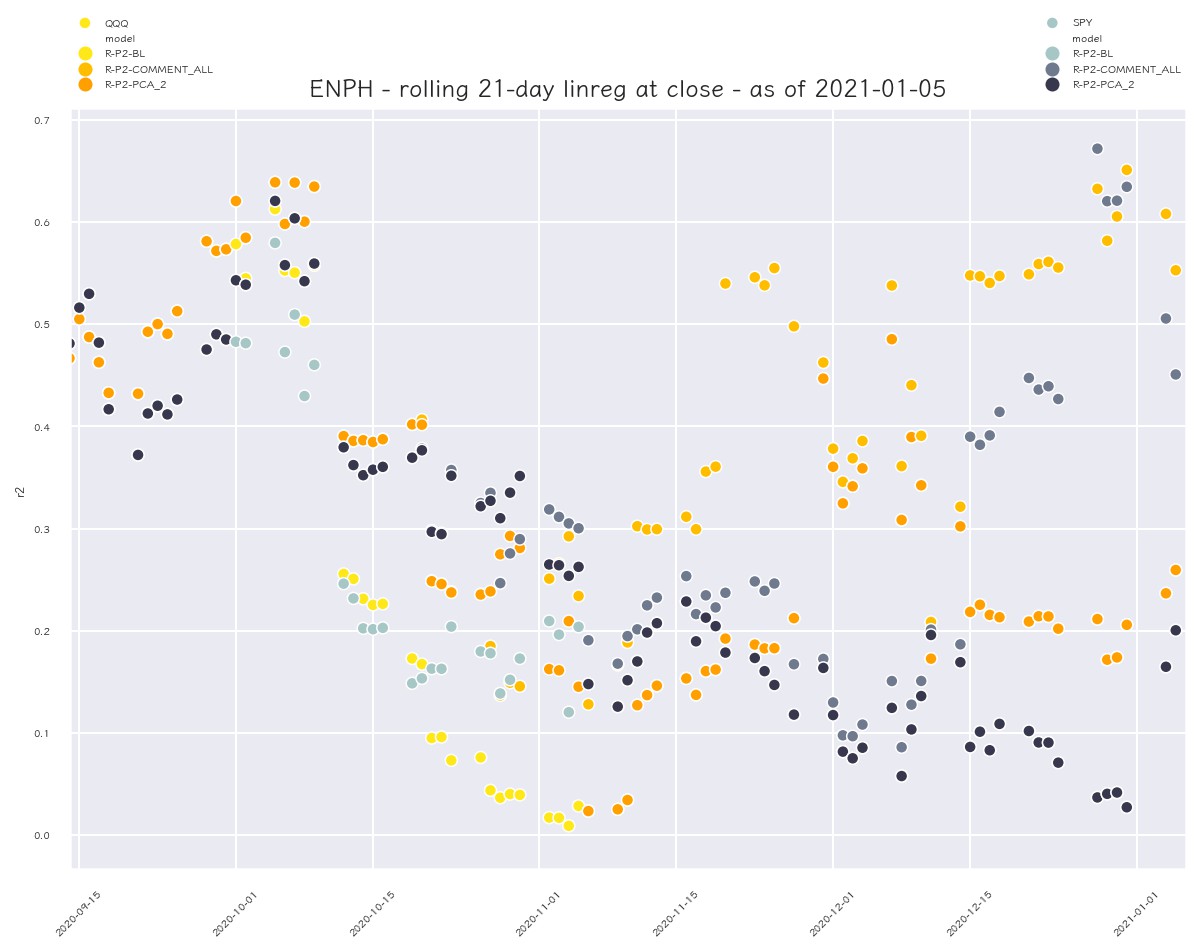 QQQ
model
R-P2-BL
R-P2-COMMENT_ALL
R-P2-PCA_2
SPY
model
R-P2-BL
R-P2-COMMENT_ALL
R-P2-PCA_2
ENPH - rolling 21-day linreg at close - as of 2021-01-05
0.7
0.6
0.5
0.4
0.3
0.2
0.1
0.0
r2
2020-09-15
2020-10-01
2020-10-15
2020-11-01
2020-11-15
2020-12-01
2020-12-15
2021-01-01